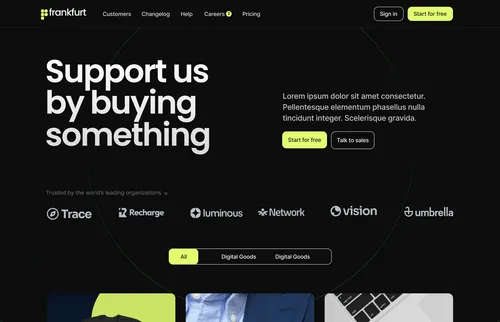 frankfurt
Customers
Changelog
Help
Careers 2
Pricing
Sign in
Start for free
Support us
by buying
something
Lorem ipsum dolor sit amet consectetur.
Pellentesque elementum phasellus nulla
tincidunt integer. Scelerisque gravida.
Start for free
Talk to sales
Trusted by the world's leading organizations ↘
Trace
Recharge
luminous
Network
vision
umbrella
All
Digital Goods
Digital Goods